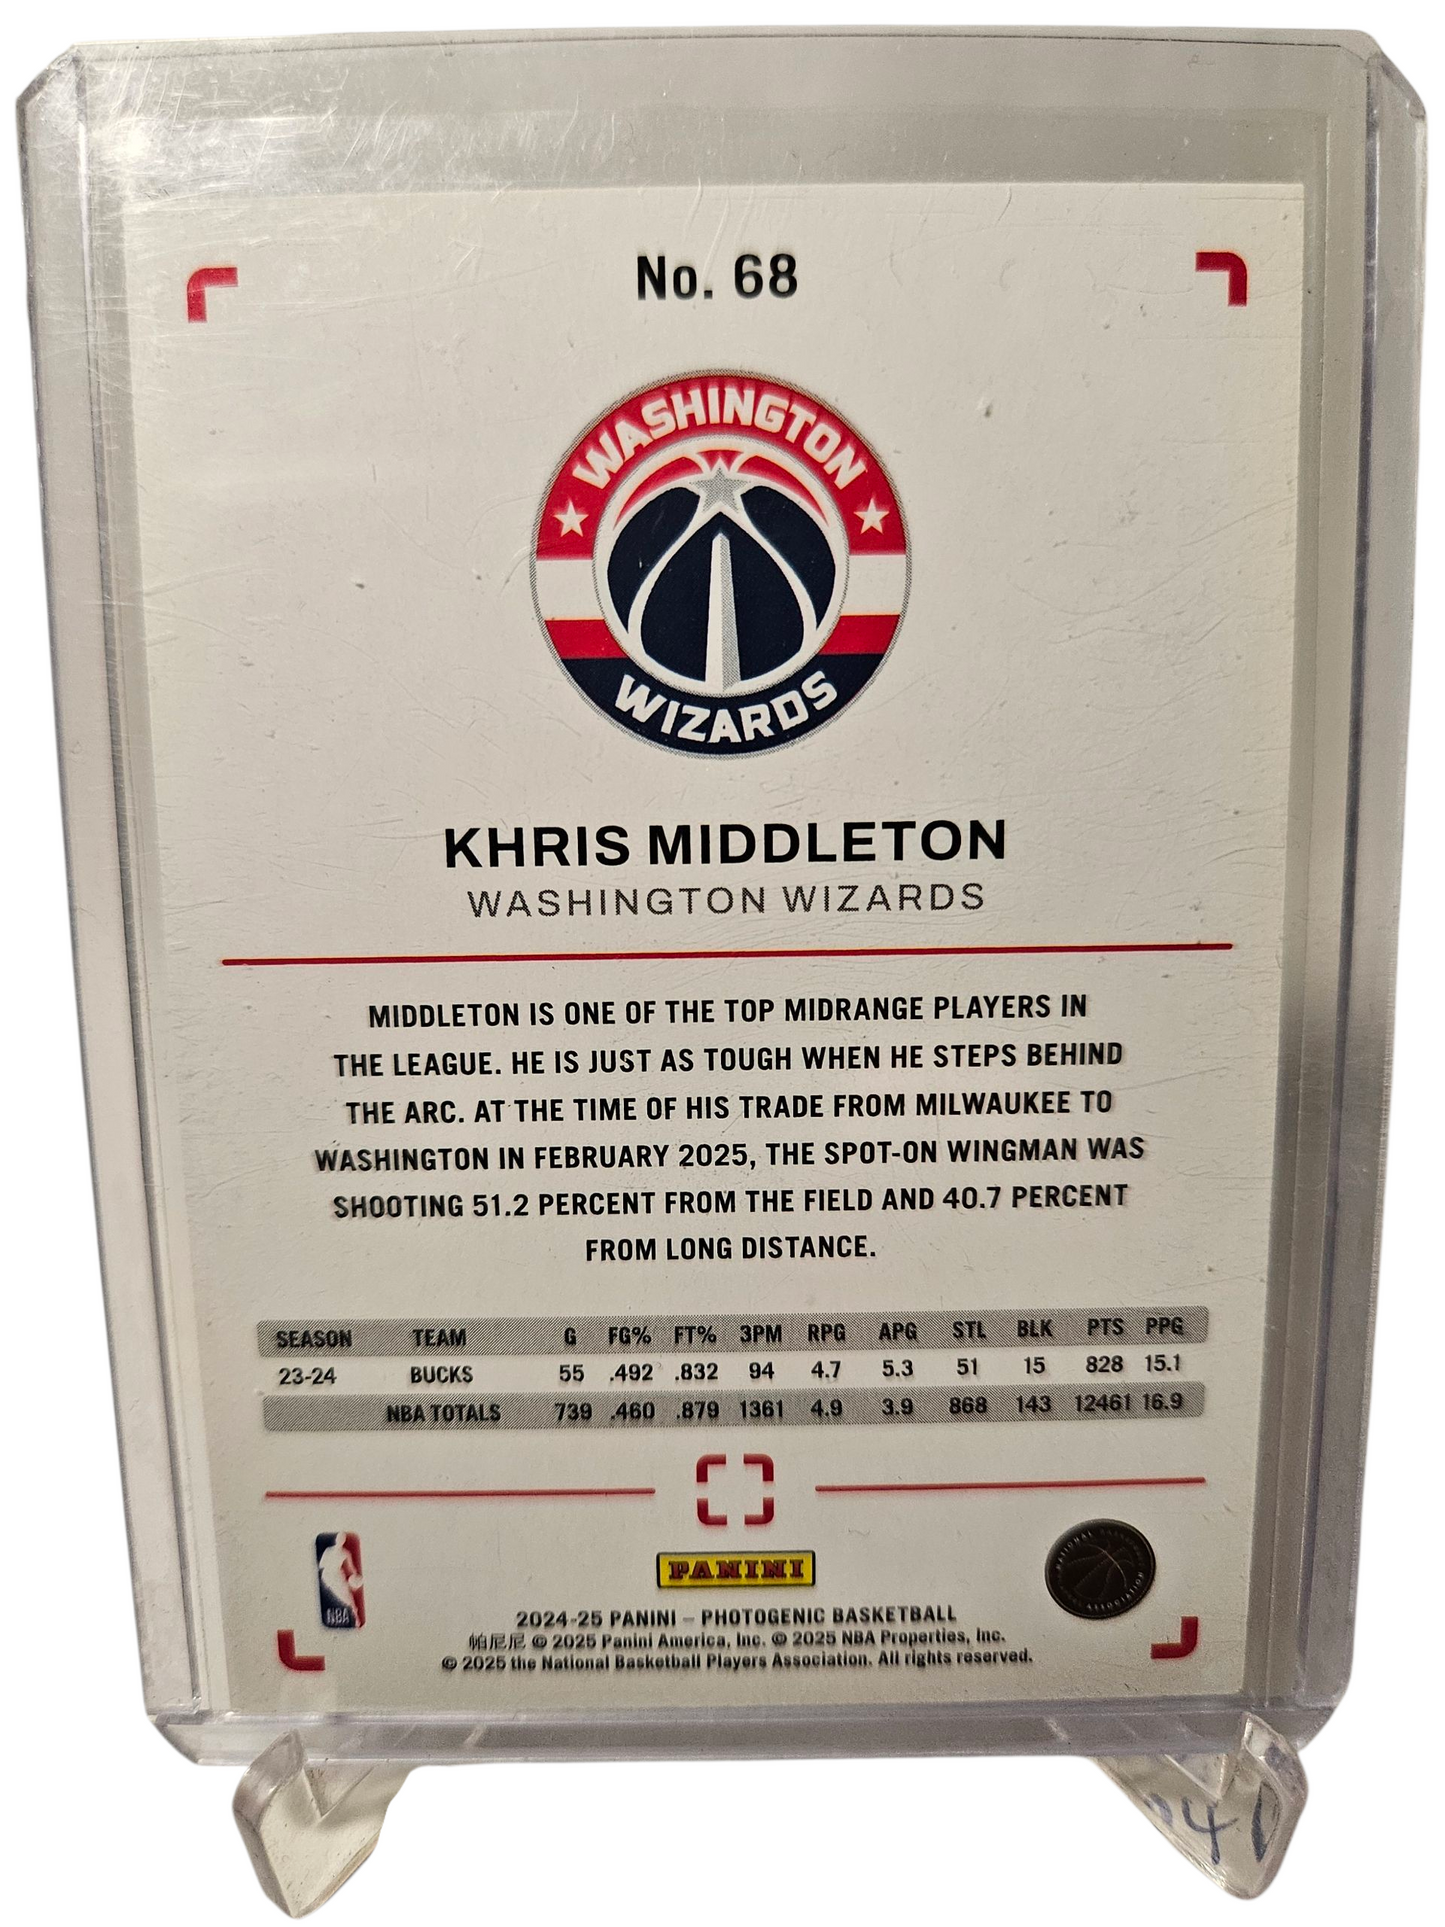 No. 68
WASHINGTON
WIZARDS
KHRIS MIDDLETON
WASHINGTON WIZARDS
MIDDLETON IS ONE OF THE TOP MIDRANGE PLAYERS IN
THE LEAGUE. HE IS JUST AS TOUGH WHEN HE STEPS BEHIND
THE ARC. AT THE TIME OF HIS TRADE FROM MILWAUKEE TO
WASHINGTON IN FEBRUARY 2025, THE SPOT-ON WINGMAN WAS
SHOOTING 51.2 PERCENT FROM THE FIELD AND 40.7 PERCENT
FROM LONG DISTANCE.
SEASON TEAM G FG% FT% 3PM RPG APG STL BLK PTS PPG
23-24 BUCKS 55 .492 .832 94 4.7 5.3 51 15 828 15.1
NBA TOTALS 739 .460 .879 1361 4.9 3.9 868 143 12461 16.9
NBA
PANINI
2024-25 PANINI – PHOTOGENIC BASKETBALL
帕尼尼 © 2025 Panini America, Inc. © 2025 NBA Properties, Inc.
© 2025 the National Basketball Players Association. All rights reserved.